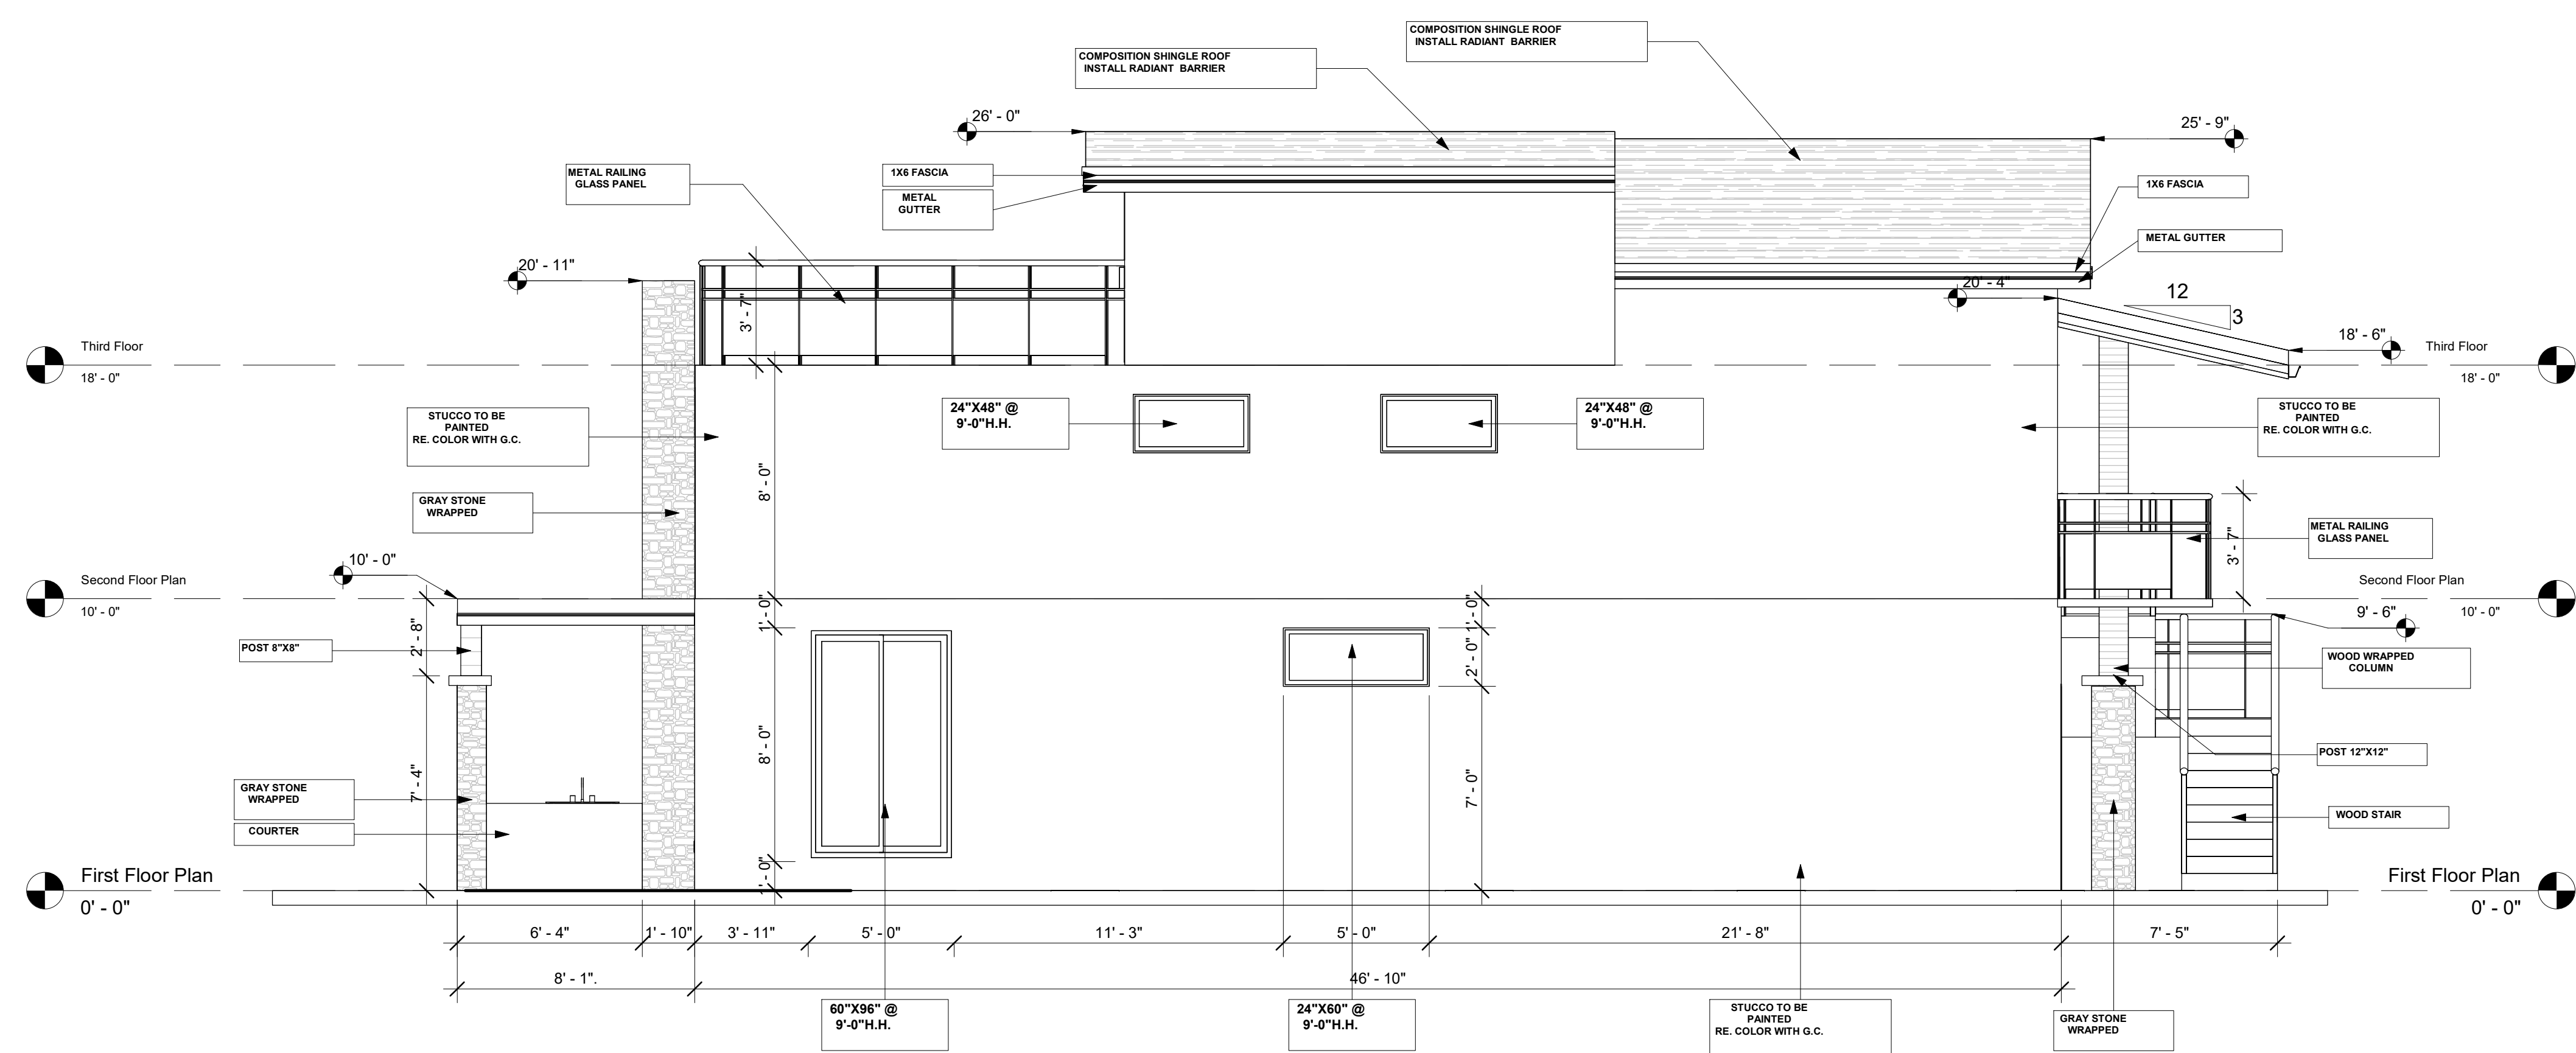 COMPOSITION SHINGLE ROOF
INSTALL RADIANT BARRIER
COMPOSITION SHINGLE ROOF
INSTALL RADIANT BARRIER
26' - 0"
25' - 9"
METAL RAILING
GLASS PANEL
1X6 FASCIA
METAL
GUTTER
1X6 FASCIA
METAL GUTTER
20' - 11"
3' - 7"
20' - 4"
12
3
18' - 6"
Third Floor
18' - 0"
Third Floor
18' - 0"
STUCCO TO BE
PAINTED
RE. COLOR WITH G.C.
24"X48" @
9'-0"H.H.
24"X48" @
9'-0"H.H.
STUCCO TO BE
PAINTED
RE. COLOR WITH G.C.
8' - 0"
GRAY STONE
WRAPPED
METAL RAILING
GLASS PANEL
3' - 7"
10' - 0"
Second Floor Plan
10' - 0"
Second Floor Plan
10' - 0"
9' - 6"
1' - 0"
1' - 0"
2' - 8"
2' - 0"
POST 8"X8"
WOOD WRAPPED
COLUMN
8' - 0"
7' - 4"
7' - 0"
POST 12"X12"
GRAY STONE
WRAPPED
COURTER
WOOD STAIR
1' - 0"
First Floor Plan
0' - 0"
First Floor Plan
0' - 0"
6' - 4"
1' - 10"
3' - 11"
5' - 0"
11' - 3"
5' - 0"
21' - 8"
7' - 5"
8' - 1".
46' - 10"
60"X96" @
9'-0"H.H.
24"X60" @
9'-0"H.H.
STUCCO TO BE
PAINTED
RE. COLOR WITH G.C.
GRAY STONE
WRAPPED